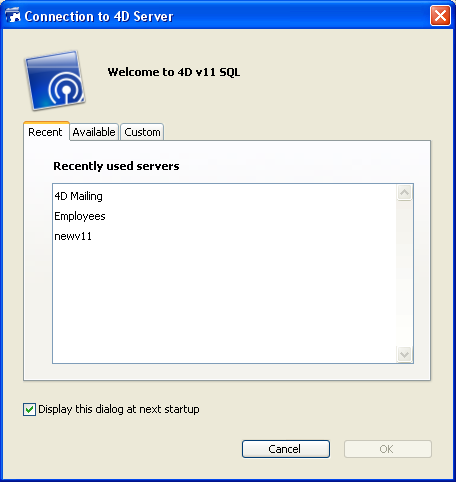 Connection to 4D Server
Welcome to 4D v11 SQL
Recent Available Custom
Recently used servers
4D Mailing
Employees
newv11
Display this dialog at next startup
Cancel OK